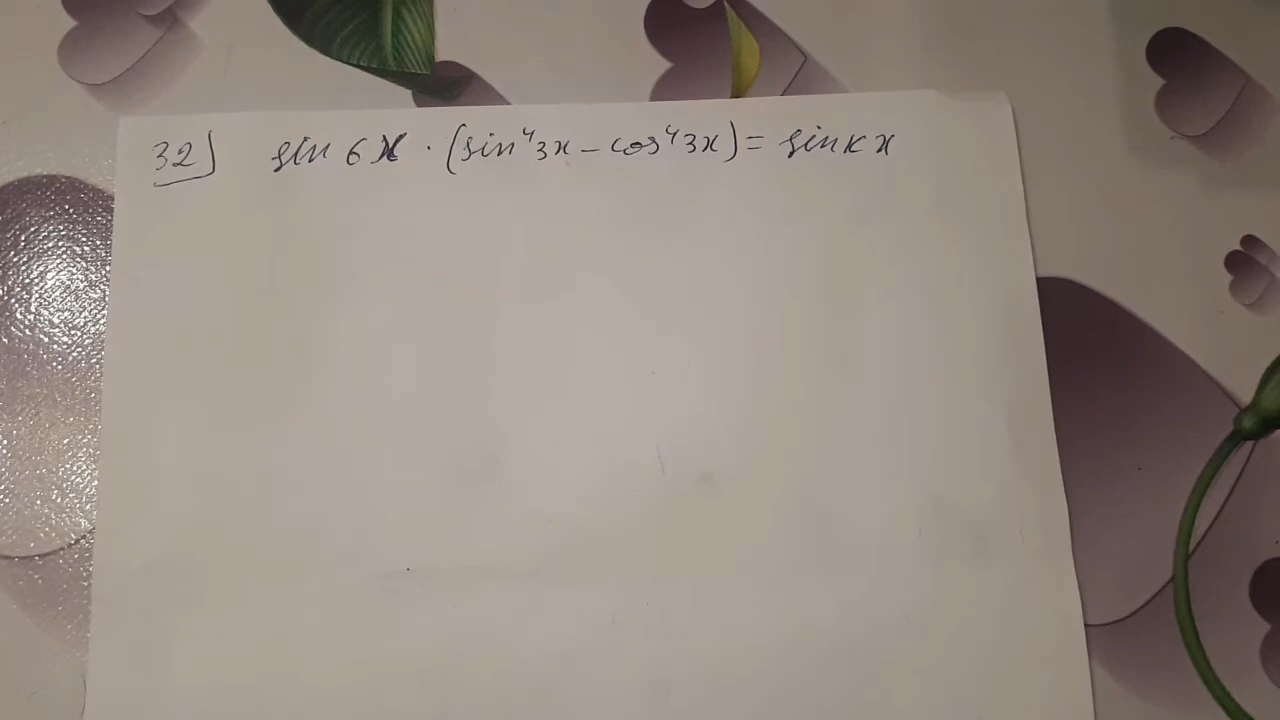 32) sin 6x · (sin⁴3x − cos⁴3x) = sin kx